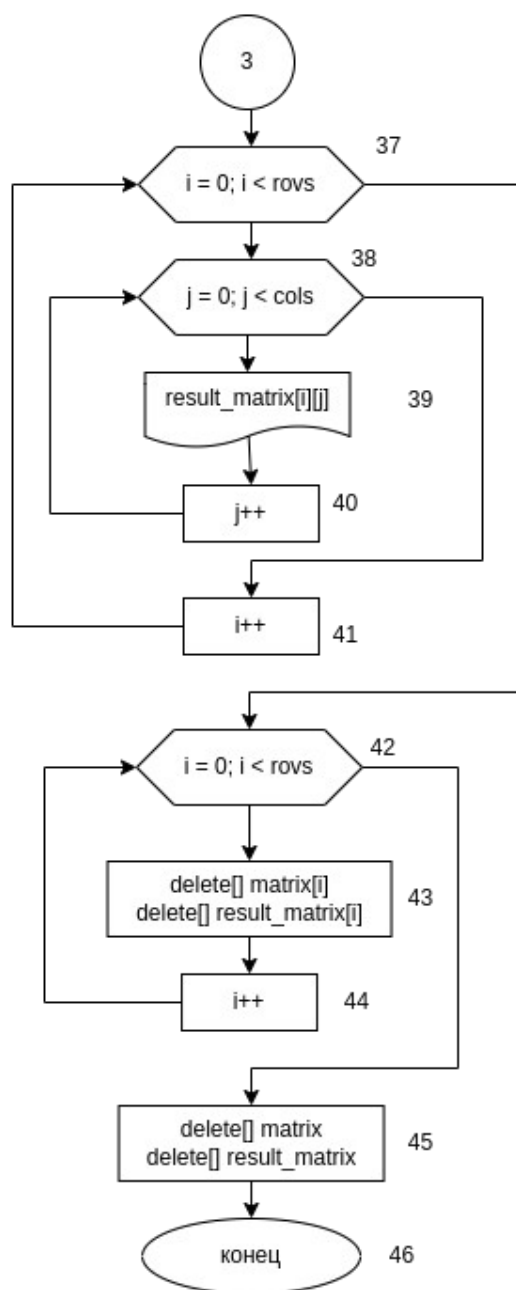 3
37
i = 0; i < rovs
38
j = 0; j < cols
result_matrix[i][j]
39
40
j++
i++
41
42
i = 0; i < rovs
delete[] matrix[i]
delete[] result_matrix[i]
43
i++
44
delete[] matrix
delete[] result_matrix
45
конец
46